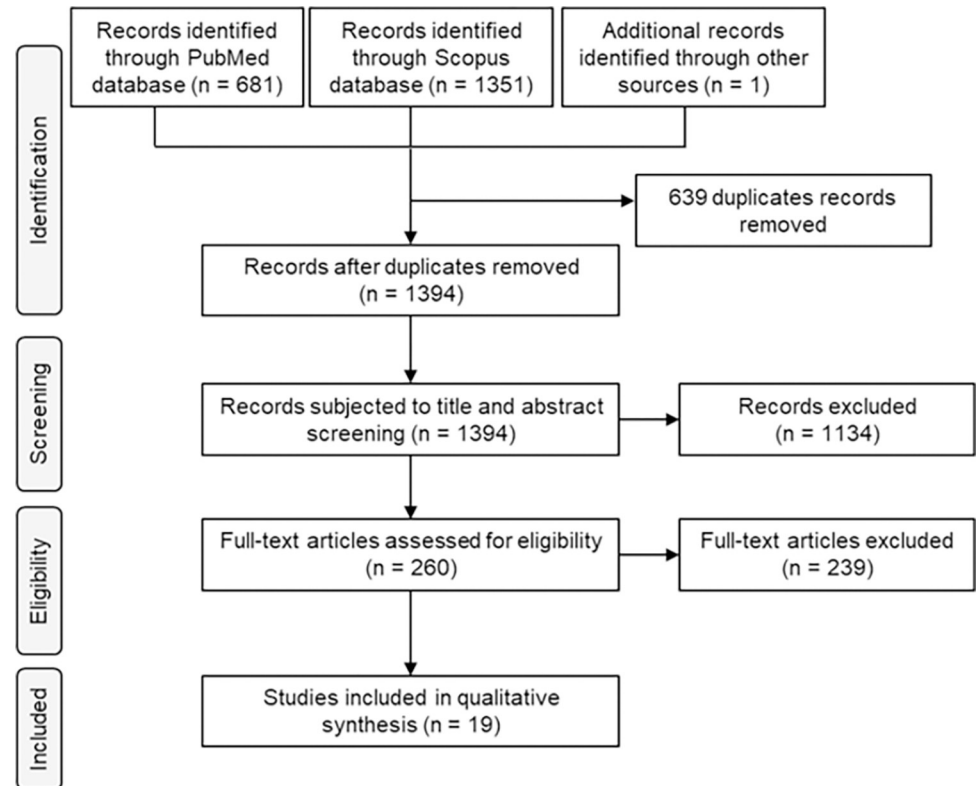 Identification
Records identified
through PubMed
database (n = 681)
Records identified
through Scopus
database (n = 1351)
Additional records
identified through other
sources (n = 1)
639 duplicates records
removed
Records after duplicates removed
(n = 1394)
Screening
Records subjected to title and abstract
screening (n = 1394)
Records excluded
(n = 1134)
Eligibility
Full-text articles assessed for eligibility
(n = 260)
Full-text articles excluded
(n = 239)
Included
Studies included in qualitative
synthesis (n = 19)